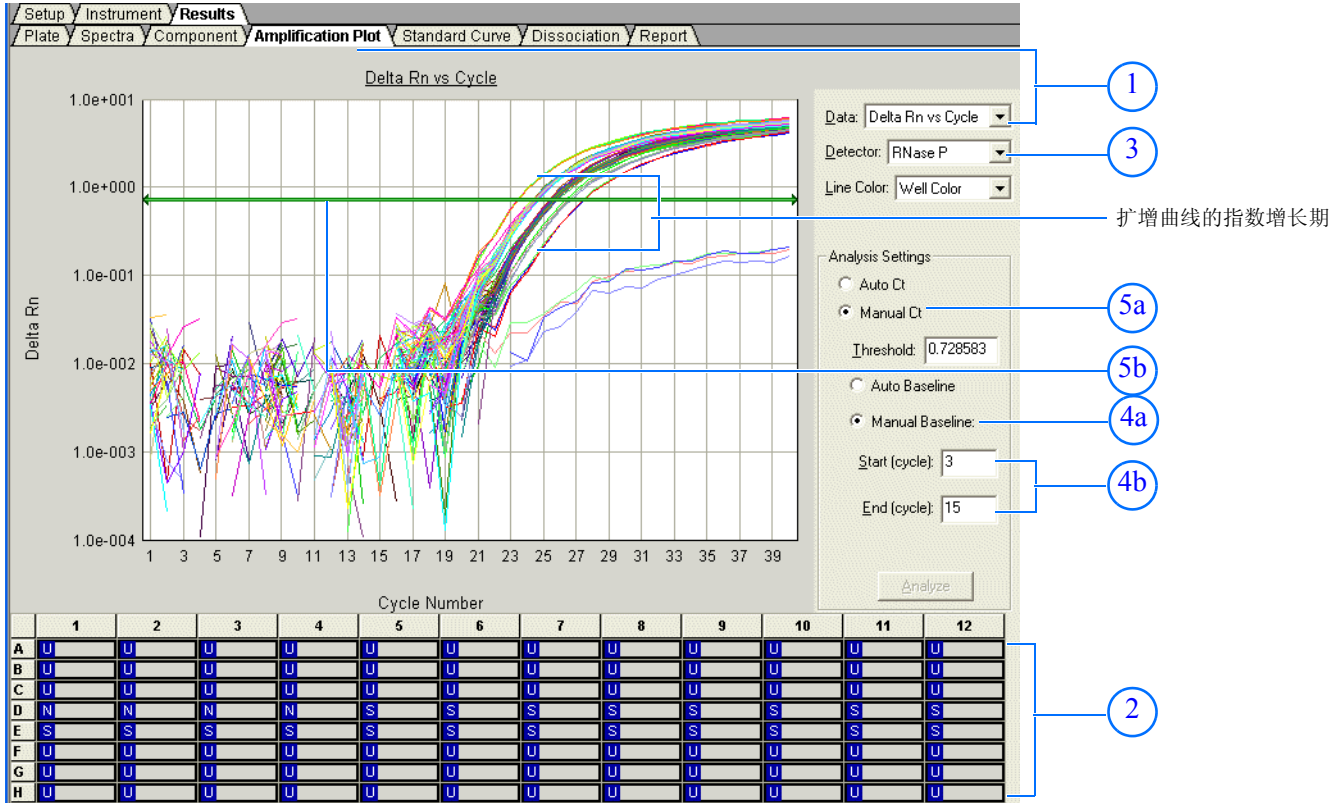 Setup Instrument Results
Plate Spectra Component Amplification Plot Standard Curve Dissociation Report
Delta Rn vs Cycle
1.0e+001
1.0e+000
1.0e-001
1.0e-002
1.0e-003
1.0e-004
Delta Rn
1 3 5 7 9 11 13 15 17 19 21 23 25 27 29 31 33 35 37 39
Cycle Number
Data: Delta Rn vs Cycle
Detector: RNase P
Line Color: Well Color
Analysis Settings
Auto Ct
Manual Ct
Threshold: 0.728583
Auto Baseline
Manual Baseline:
Start (cycle): 3
End (cycle): 15
Analyze
1
3
扩增曲线的指数增长期
5a
5b
4a
4b
2
1 2 3 4 5 6 7 8 9 10 11 12
A U U U U U U U U U U U U
B U U U U U U U U U U U U
C U U U U U U U U U U U U
D N N N N S S S S S S S S
E S S S S S S S S S S S S
F U U U U U U U U U U U U
G U U U U U U U U U U U U
H U U U U U U U U U U U U